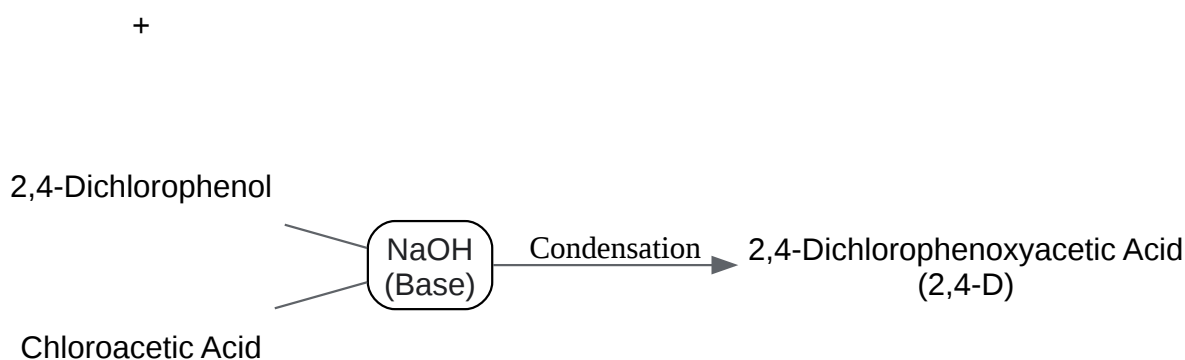 +
2,4-Dichlorophenol
NaOH
(Base)
Condensation
2,4-Dichlorophenoxyacetic Acid
(2,4-D)
Chloroacetic Acid